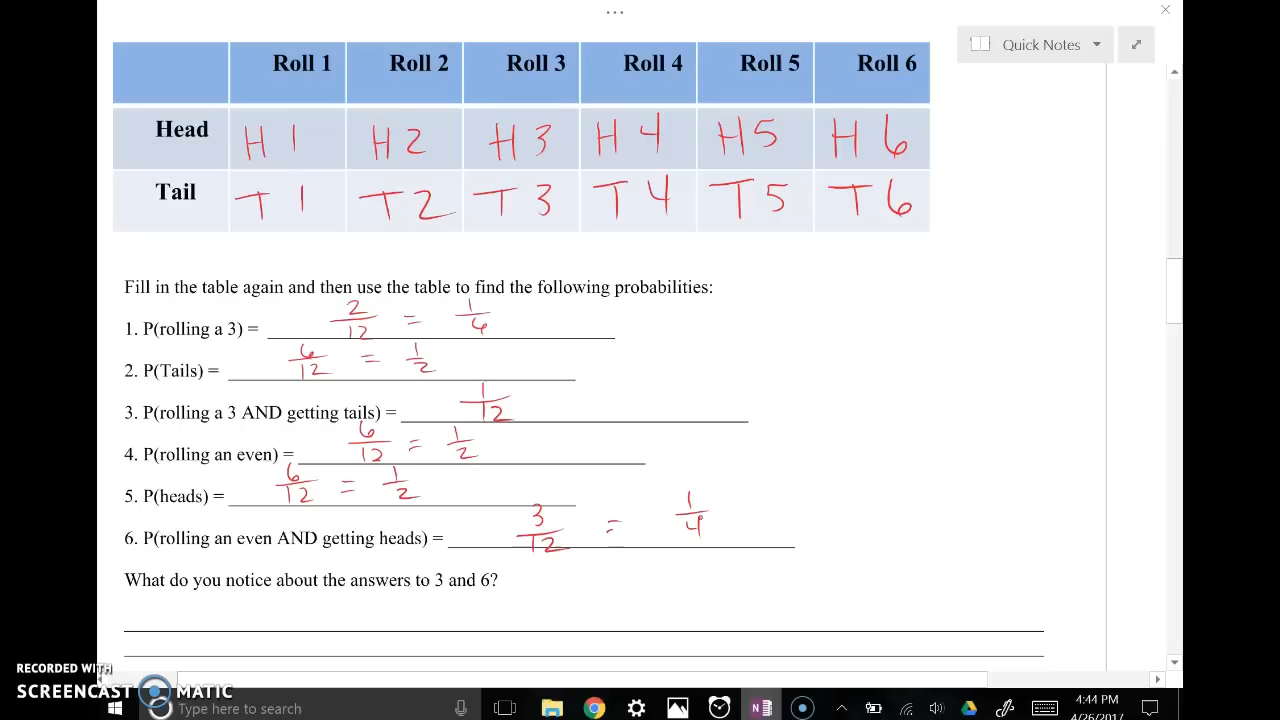 Quick Notes
Roll 1 Roll 2 Roll 3 Roll 4 Roll 5 Roll 6
Head H 1 H 2 H 3 H 4 H 5 H 6
Tail T 1 T 2 T 3 T 4 T 5 T 6
Fill in the table again and then use the table to find the following probabilities:
1. P(rolling a 3) = 2/12 = 1/6
2. P(Tails) = 6/12 = 1/2
3. P(rolling a 3 AND getting tails) = 1/12
4. P(rolling an even) = 6/12 = 1/2
5. P(heads) = 6/12 = 1/2
6. P(rolling an even AND getting heads) = 3/12 = 1/4
What do you notice about the answers to 3 and 6?
RECORDED WITH
SCREENCAST MATIC
Type here to search
4:44 PM
4/26/2017